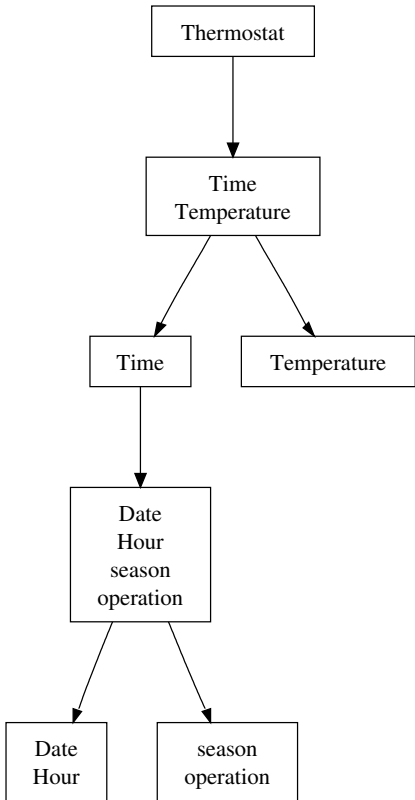 Thermostat
Time
Temperature
Time
Temperature
Date
Hour
season
operation
Date
Hour
season
operation